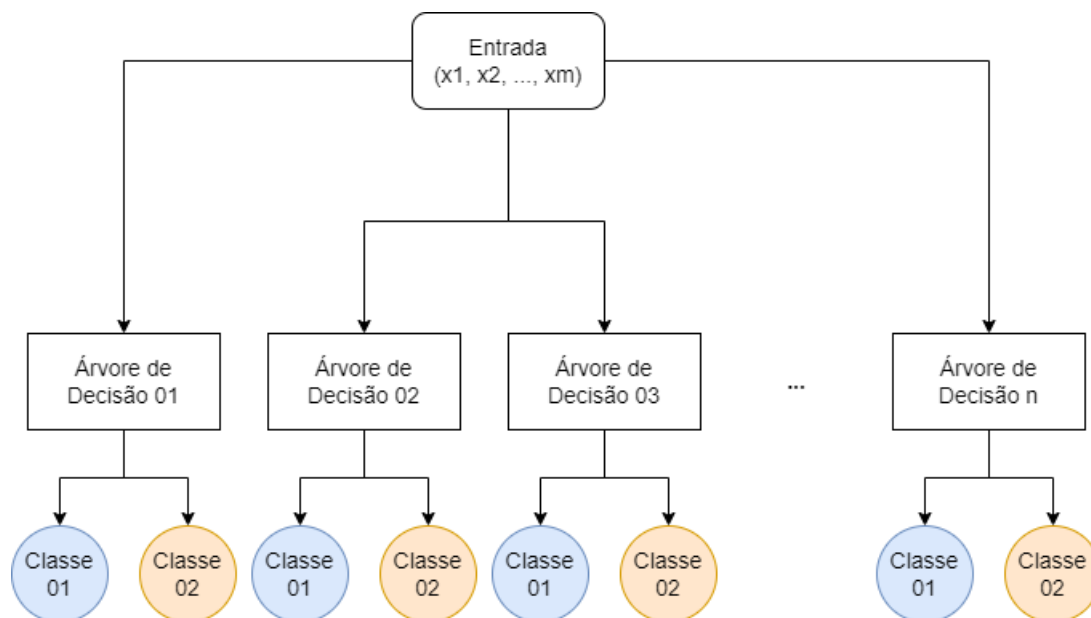 Entrada
(x1, x2, ..., xm)
Árvore de
Decisão 01
Árvore de
Decisão 02
Árvore de
Decisão 03
...
Árvore de
Decisão n
Classe
01
Classe
02
Classe
01
Classe
02
Classe
01
Classe
02
Classe
01
Classe
02